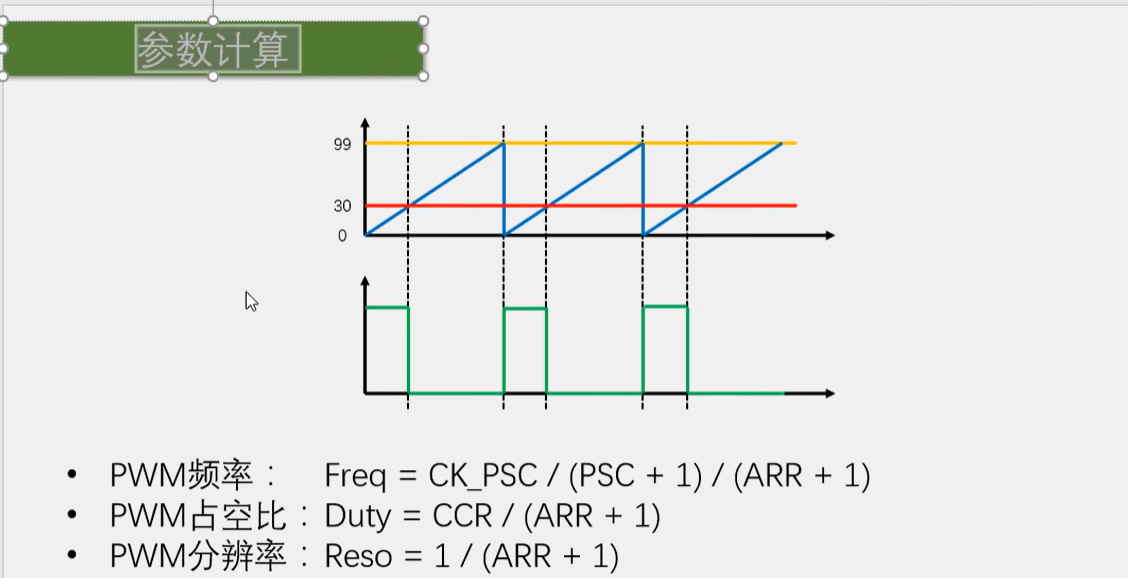 参数计算
99
30
0
• PWM频率： Freq = CK_PSC / (PSC + 1) / (ARR + 1)
• PWM占空比：Duty = CCR / (ARR + 1)
• PWM分辨率：Reso = 1 / (ARR + 1)